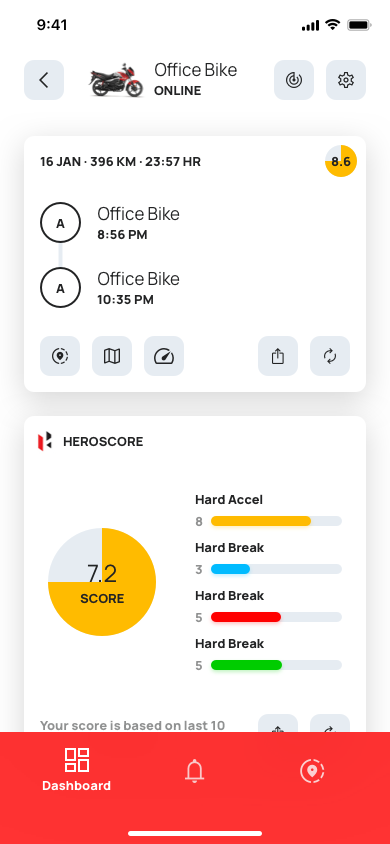 9:41
Office Bike
ONLINE
16 JAN · 396 KM · 23:57 HR
8.6
A
Office Bike
8:56 PM
A
Office Bike
10:35 PM
HEROSCORE
7.2
SCORE
Hard Accel
8
Hard Break
3
Hard Break
5
Hard Break
5
Your score is based on last 10
Dashboard